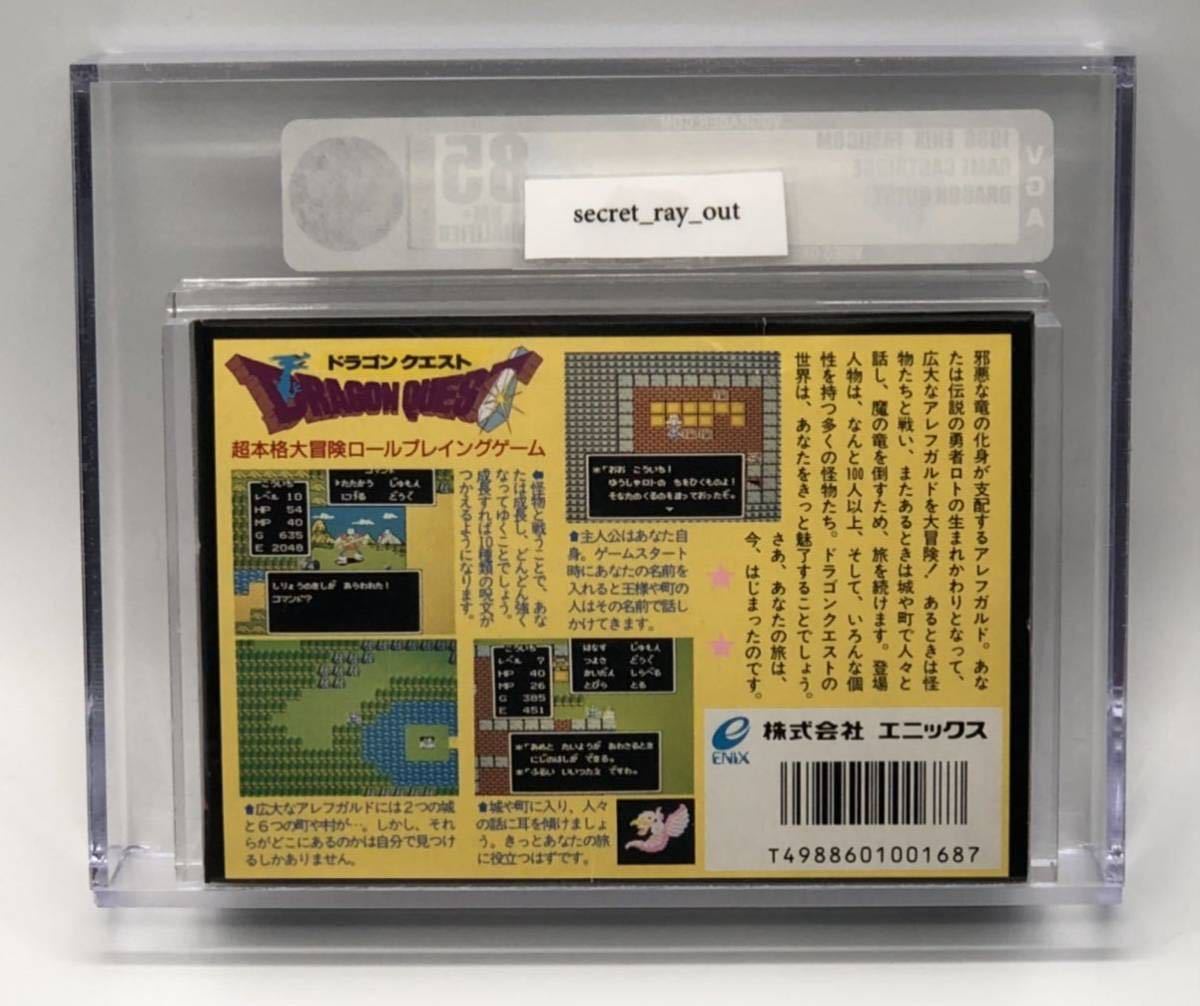 VGA
85
secret_ray_out
ドラゴン クエスト
DRAGON QUEST
超本格大冒険ロールプレイングゲーム
コマンド
こういち
レベル 10
HP 54
MP 40
G 635
E 2048
たたかう じゅもん
にげる どうぐ
しりょうのきしが あらわれた!
コマンド?
怪物と戦うことで、あな
たは成長し、どんどん強く
なってゆくことでしょう。
成長すれば10種類の呪文が
つかえるようになります。
*「おお こういち!
ゆうしゃロトの ちをひくものよ!
そなたのくるのを待っておったぞ。
主人公はあなた自
身。ゲームスタート
時にあなたの名前を
入れると王様や町の
人はその名前で話し
かけてきます。
邪悪な竜の化身が支配するアレフガルド。あな
たは伝説の勇者ロトの生まれかわりとなって、
広大なアレフガルドを大冒険! あるときは怪
物たちと戦い、またあるときは城や町で人々と
話し、魔の竜を倒すため、旅を続けます。登場
人物は、なんと100人以上、そして、いろんな個
性を持つ多くの怪物たち。ドラゴンクエストの
世界は、あなたをきっと魅了することでしょう。
さあ、あなたの旅は、
今、はじまったのです。
こういち
レベル 7
HP 40
MP 26
G 385
E 451
はなす じゅもん
つよさ どうぐ
かいだん しらべる
とびら とる
*「あめと たいようが あわさるとき
にじのはしが できる。
*「ふるい いいつたえ ですわ。
広大なアレフガルドには2つの城
と6つの町や村が…。しかし、それ
らがどこにあるのかは自分で見つけ
るしかありません。
城や町に入り、人々
の話に耳を傾けましょ
う。きっとあなたの旅
に役立つはずです。
ENIX
株式会社 エニックス
T4988601001687